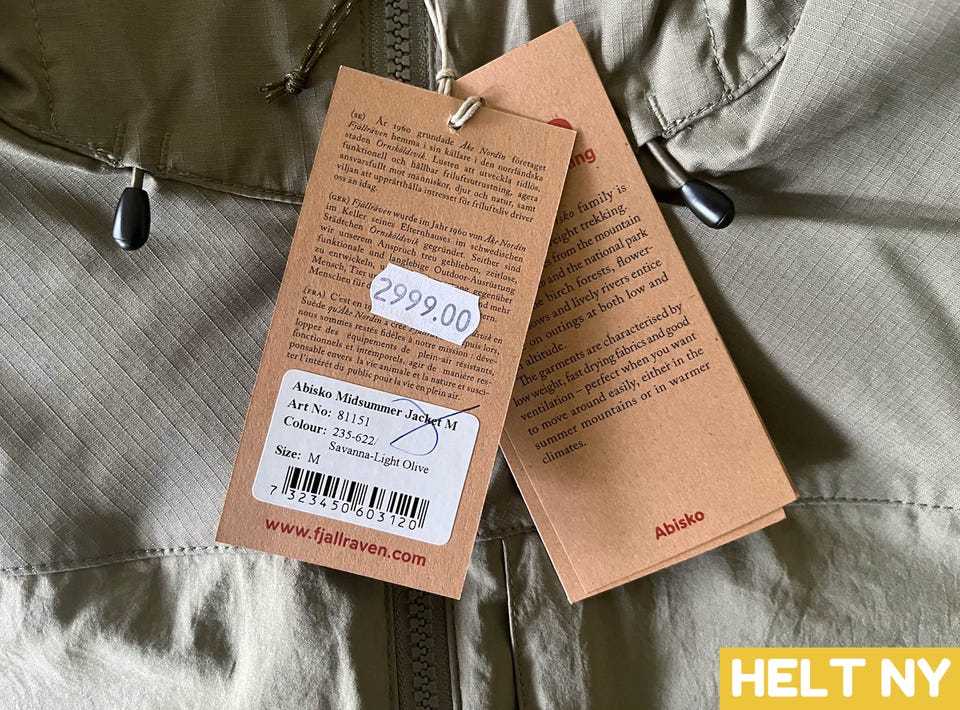 (SE) År 1960 grundade Åke Nordin företaget
Fjällräven hemma i sin källare i den norrländska
staden Örnsköldsvik. Lusten att utveckla tidlös,
funktionell och hållbar friluftsutrustning, agera
ansvarsfullt mot människor, djur och natur, samt
viljan att upprätthålla intresset för friluftsliv driver
oss än idag.
(GER) Fjällräven wurde im Jahre 1960 von Åke Nordin
im Keller seines Elternhauses im schwedischen
Städtchen Örnsköldsvik gegründet. Seither sind
wir unserem Anspruch treu geblieben, zeitlose,
funktionale und langlebige Outdoor-Ausrüstung
zu entwickeln,
Mensch, Tier gegenüber
Menschen für mehr
2999.00
(FRA) C'est en
Suède qu'Åke Nordin a créé en
nous sommes restés fidèles à notre mission : déve-
lopper des équipements de plein-air résistants,
fonctionnels et intemporels, agir de manière res-
ponsable envers la vie animale et la nature et susci-
ter l'intérêt du public pour la vie en plein air.
Abisko Midsummer Jacket M
Art No: 81151
Colour: 235-622/
Savanna-Light Olive
Size: M
7 323450 603120
www.fjallraven.com
family is
trekking.
from the mountain
and the national park
birch forests, flower-
and lively rivers entice
on outings at both low and
altitude.
The garments are characterised by
low weight, fast drying fabrics and good
ventilation – perfect when you want
to move around easily, either in the
summer mountains or in warmer
climates.
Abisko
HELT NY